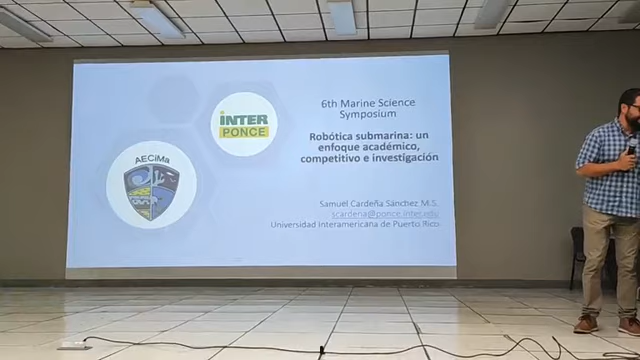 INTER
PONCE
AECiMa
6th Marine Science
Symposium
Robótica submarina: un
enfoque académico,
competitivo e investigación
Samuel Cardeña Sánchez M.S.
scardena@ponce.inter.edu
Universidad Interamericana de Puerto Rico